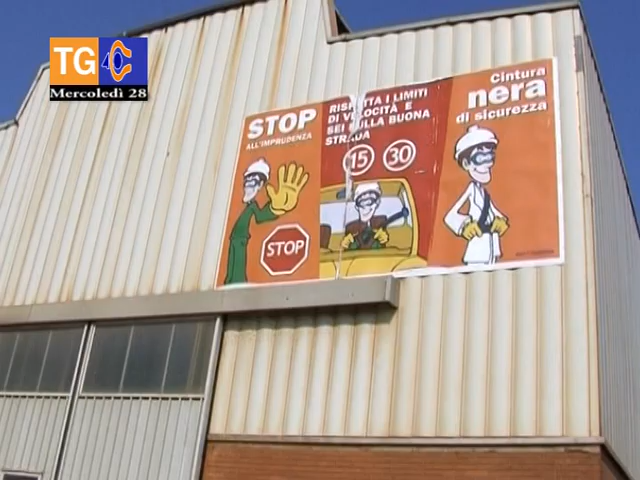 TG4C
Mercoledì 28
STOP
ALL'IMPRUDENZA
STOP
RISPETTA I LIMITI
DI VELOCITÀ E
SEI SULLA BUONA
STRADA
15 30
Cintura
nera
di sicurezza